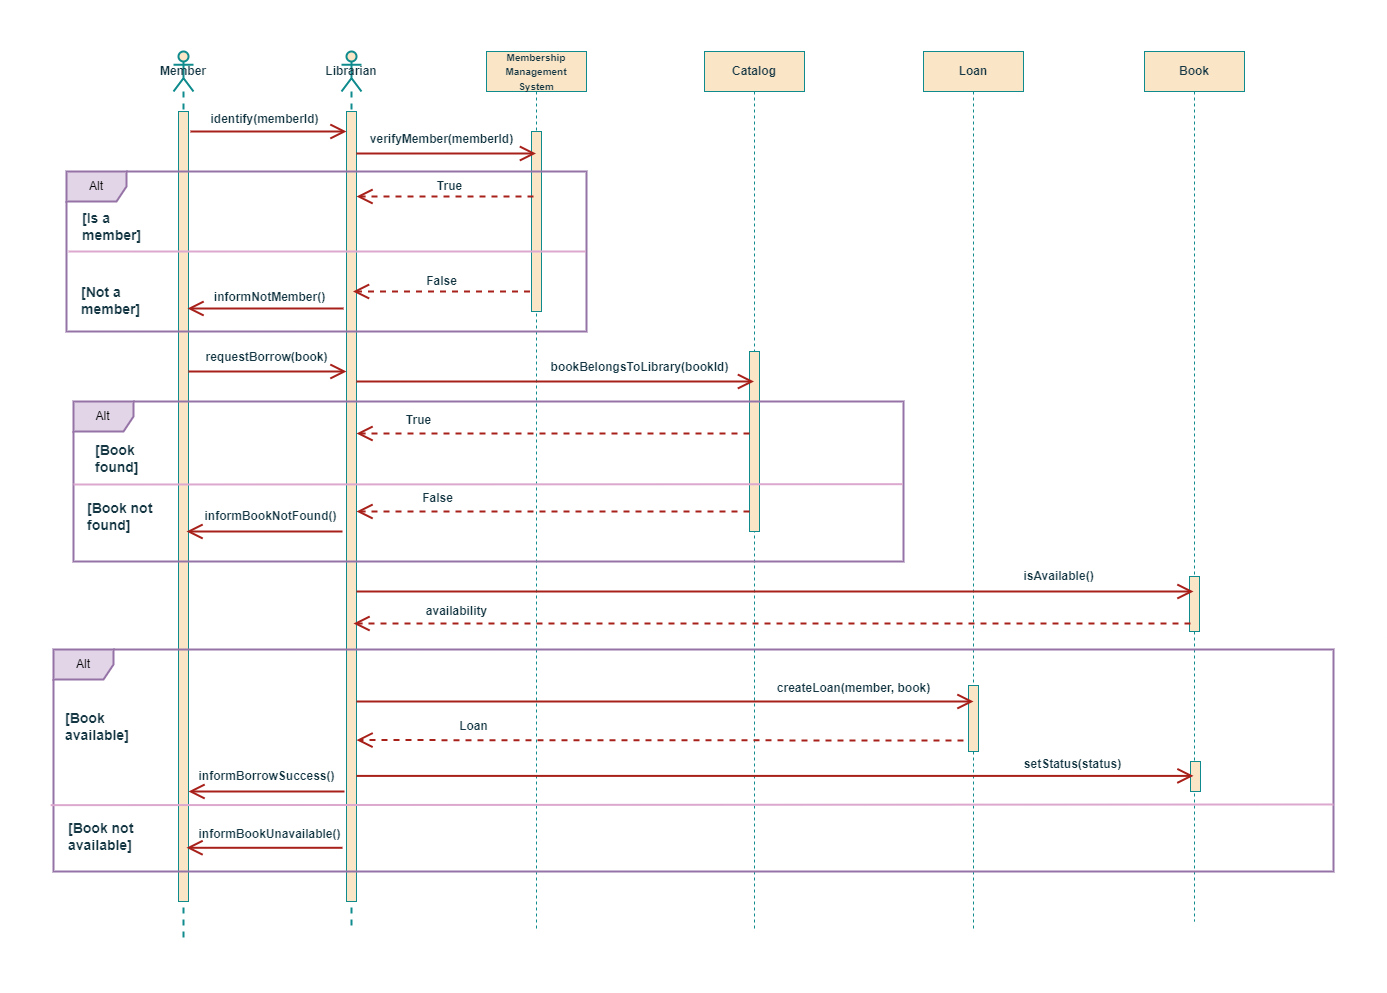 Member
Librarian
Membership
Management
System
Catalog
Loan
Book
identify(memberId)
verifyMember(memberId)
Alt
True
[Is a
member]
False
[Not a
member]
informNotMember()
requestBorrow(book)
bookBelongsToLibrary(bookId)
Alt
True
[Book
found]
False
[Book not
found]
informBookNotFound()
isAvailable()
availability
Alt
createLoan(member, book)
[Book
available]
Loan
setStatus(status)
informBorrowSuccess()
[Book not
available]
informBookUnavailable()